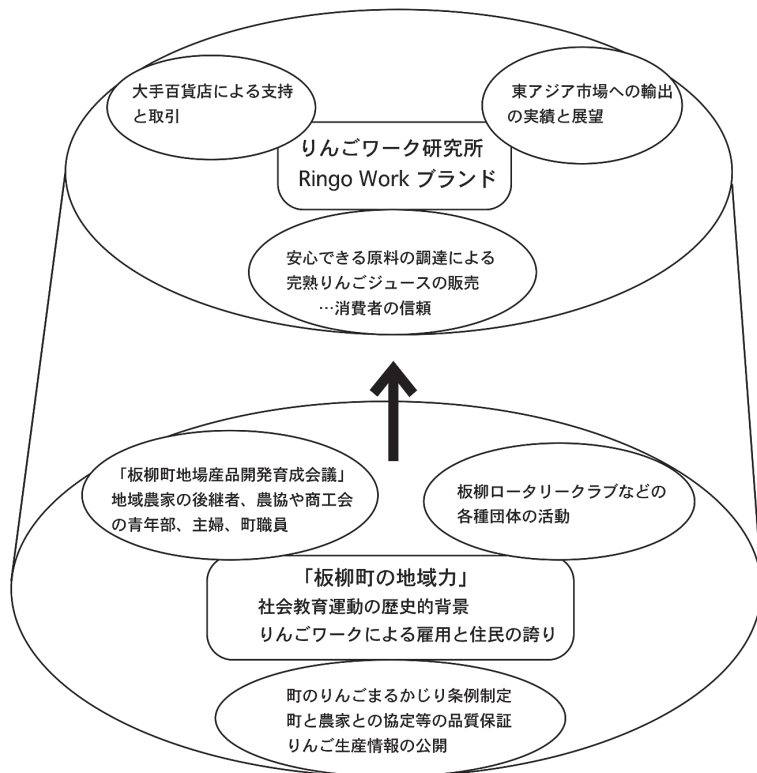 大手百貨店による支持
と取引
東アジア市場への輸出
の実績と展望
りんごワーク研究所
Ringo Work ブランド
安心できる原料の調達による
完熟りんごジュースの販売
…消費者の信頼
「板柳町地場産品開発育成会議」
地域農家の後継者、農協や商工会
の青年部、主婦、町職員
板柳ロータリークラブなどの
各種団体の活動
「板柳町の地域力」
社会教育運動の歴史的背景
りんごワークによる雇用と住民の誇り
町のりんごまるかじり条例制定
町と農家との協定等の品質保証
りんご生産情報の公開